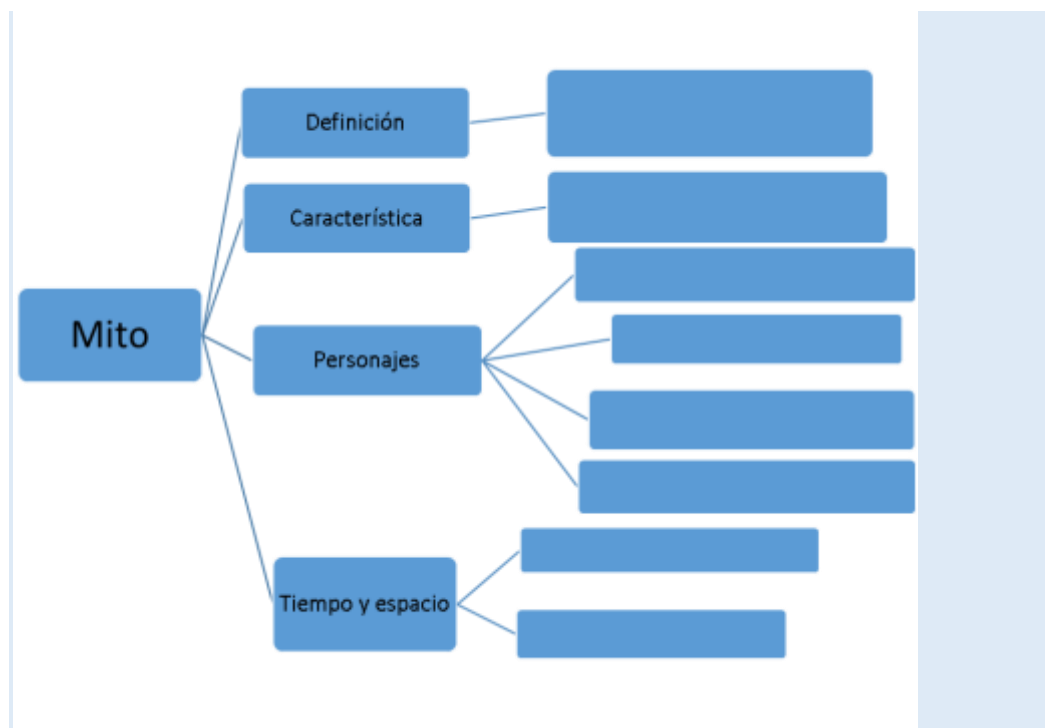 Mito
Definición
Característica
Personajes
Tiempo y espacio